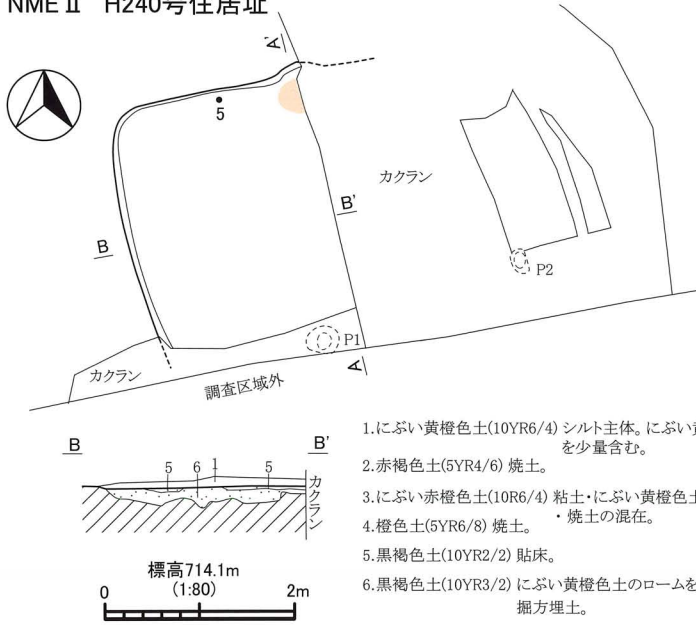 NME Ⅱ H240号住居址
A'
5
カクラン
B'
B
P2
P1
カクラン
調査区域外
A
B
B'
5 6 1 5
カクラン
標高714.1m
(1:80)
0 2m
1.にぶい黄橙色土(10YR6/4) シルト主体。にぶい黄
を少量含む。
2.赤褐色土(5YR4/6) 焼土。
3.にぶい赤橙色土(10R6/4) 粘土・にぶい黄橙色土
・焼土の混在。
4.橙色土(5YR6/8) 焼土。
5.黒褐色土(10YR2/2) 貼床。
6.黒褐色土(10YR3/2) にぶい黄橙色土のロームを
掘方埋土。